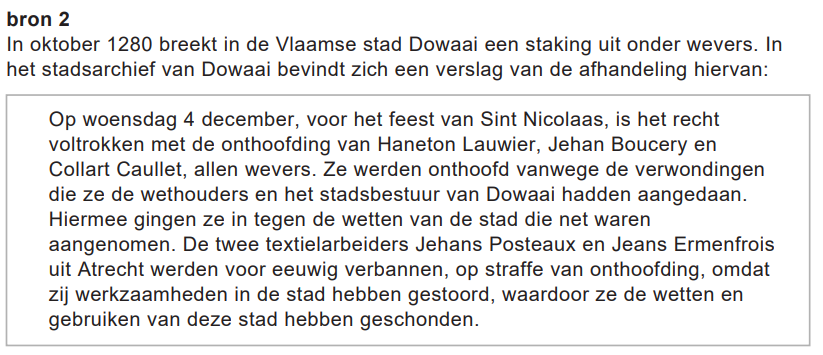 bron 2
In oktober 1280 breekt in de Vlaamse stad Dowaai een staking uit onder wevers. In
het stadsarchief van Dowaai bevindt zich een verslag van de afhandeling hiervan:
Op woensdag 4 december, voor het feest van Sint Nicolaas, is het recht
voltrokken met de onthoofding van Haneton Lauwier, Jehan Boucery en
Collart Caullet, allen wevers. Ze werden onthoofd vanwege de verwondingen
die ze de wethouders en het stadsbestuur van Dowaai hadden aangedaan.
Hiermee gingen ze in tegen de wetten van de stad die net waren
aangenomen. De twee textielarbeiders Jehans Posteaux en Jeans Ermenfrois
uit Atrecht werden voor eeuwig verbannen, op straffe van onthoofding, omdat
zij werkzaamheden in de stad hebben gestoord, waardoor ze de wetten en
gebruiken van deze stad hebben geschonden.